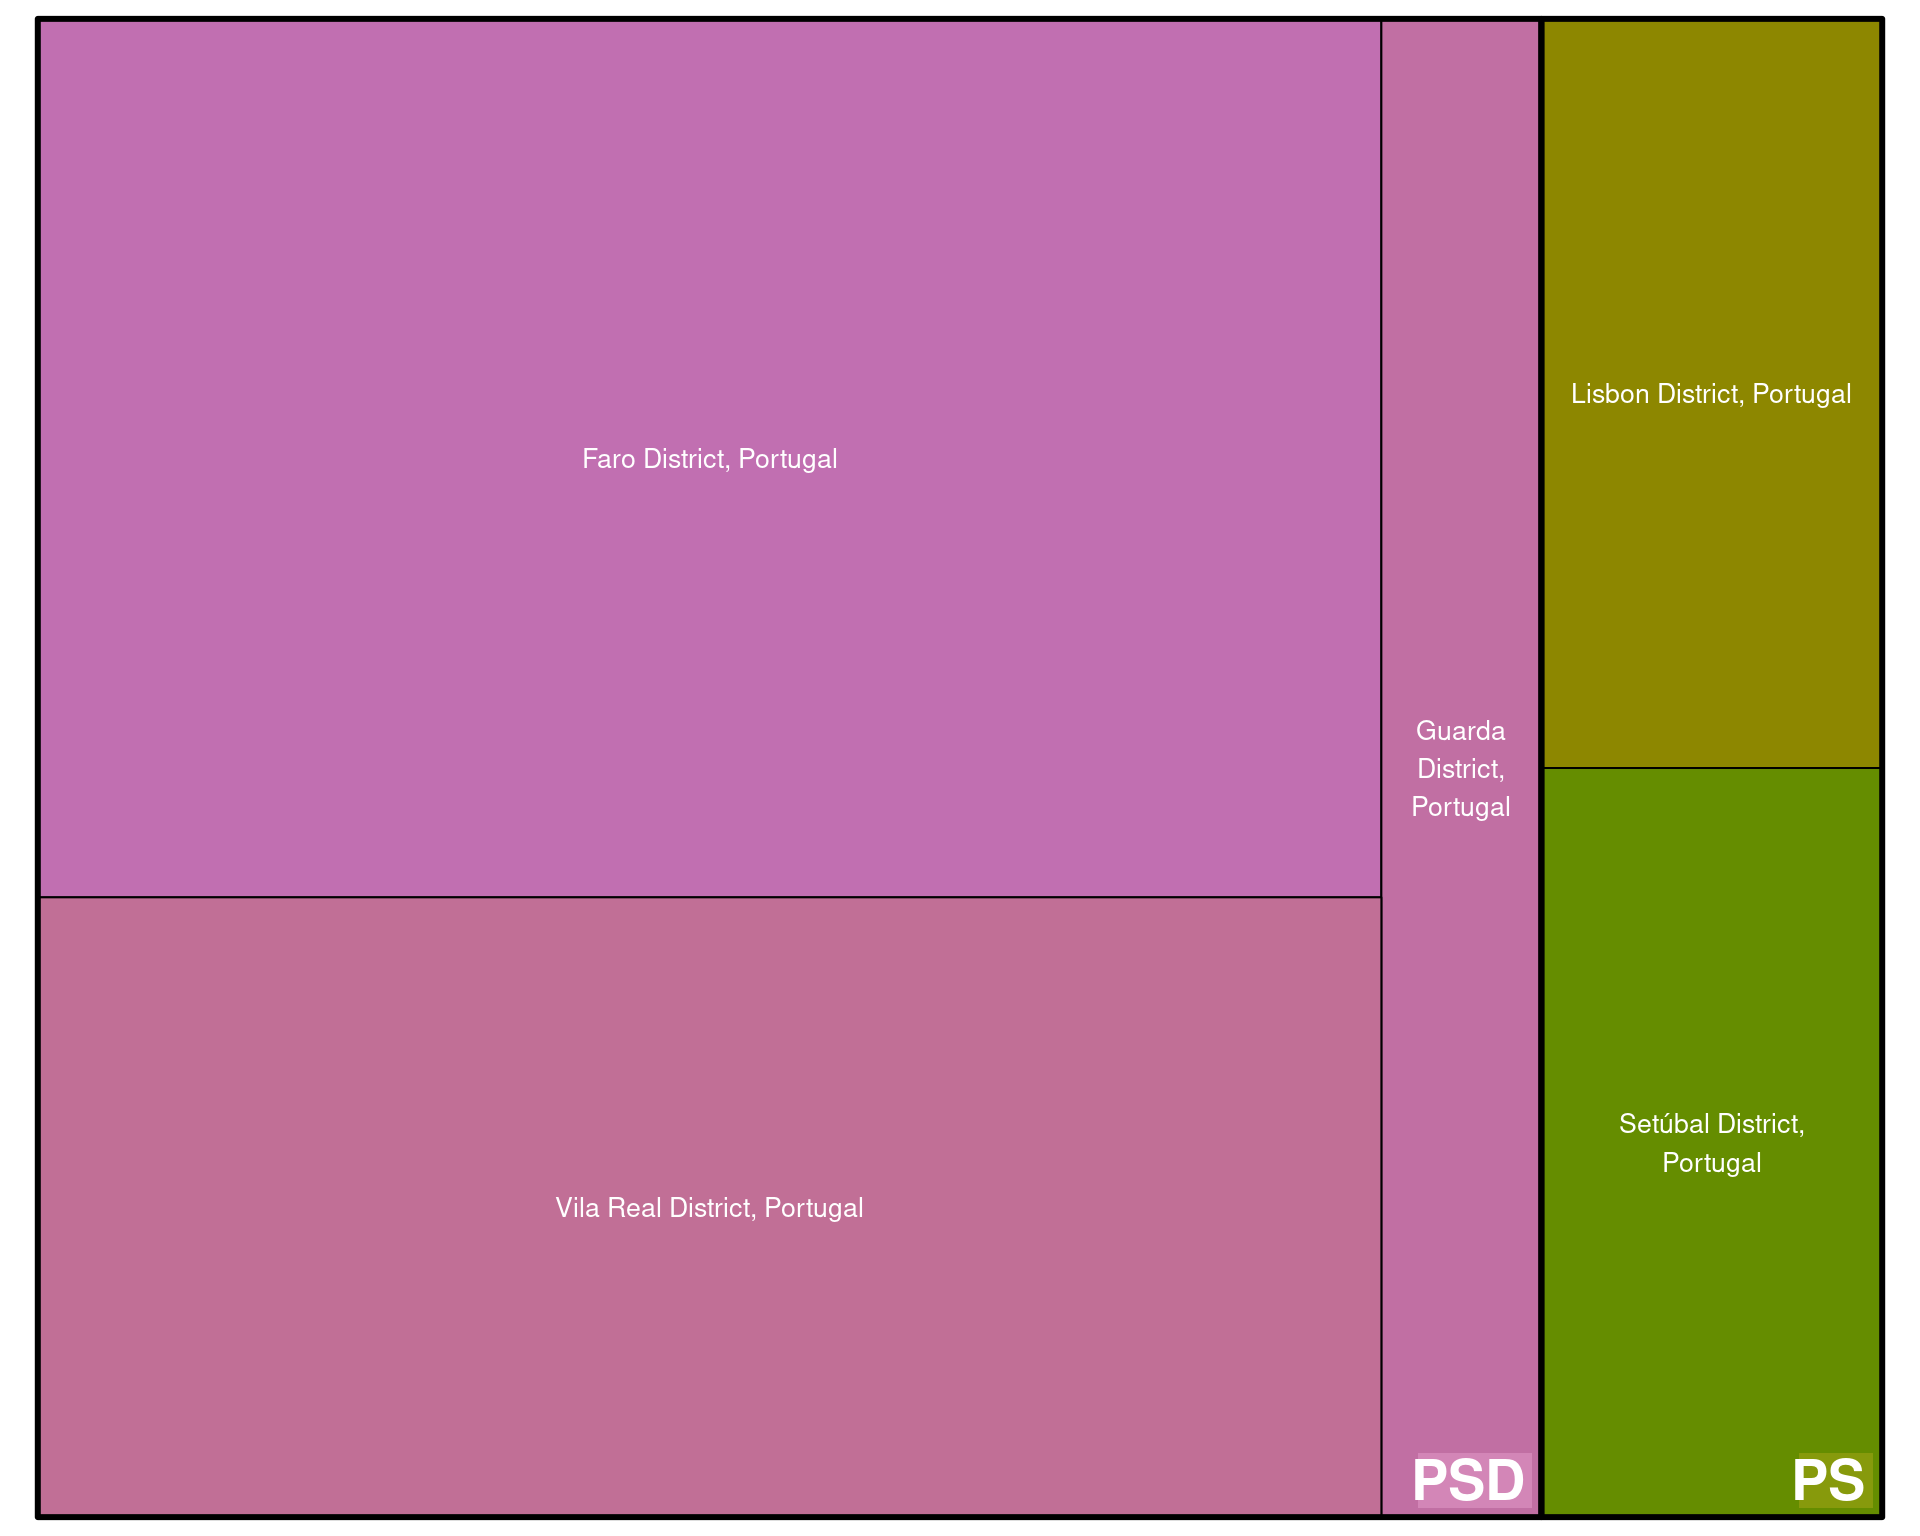 Faro District, Portugal
Vila Real District, Portugal
Guarda
District,
Portugal
PSD
Lisbon District, Portugal
Setúbal District,
Portugal
PS